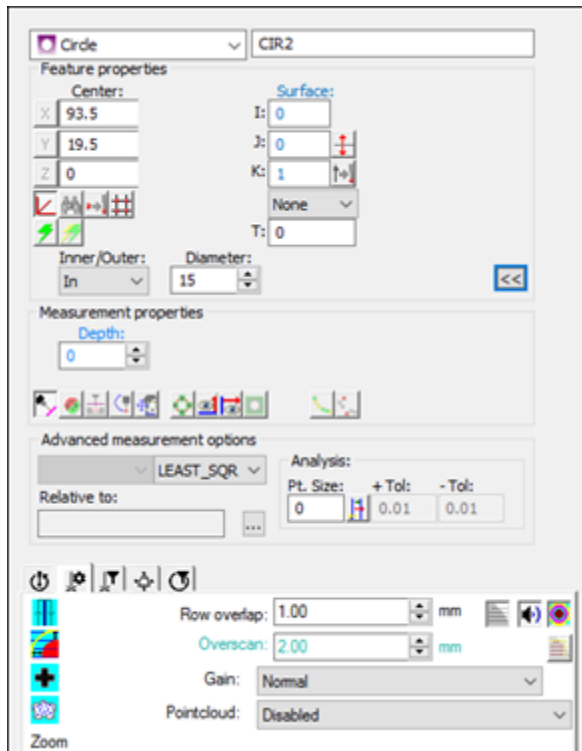 Circle CIR2
Feature properties
Center: Surface:
X 93.5 I: 0
Y 19.5 J: 0
Z 0 K: 1
None
T: 0
Inner/Outer: Diameter:
In 15 <<
Measurement properties
Depth:
0
Advanced measurement options
LEAST_SQR Analysis:
Pt. Size: + Tol: - Tol:
Relative to: 0 0.01 0.01
...
Row overlap: 1.00 mm
Overscan: 2.00 mm
Gain: Normal
Pointcloud: Disabled
Zoom